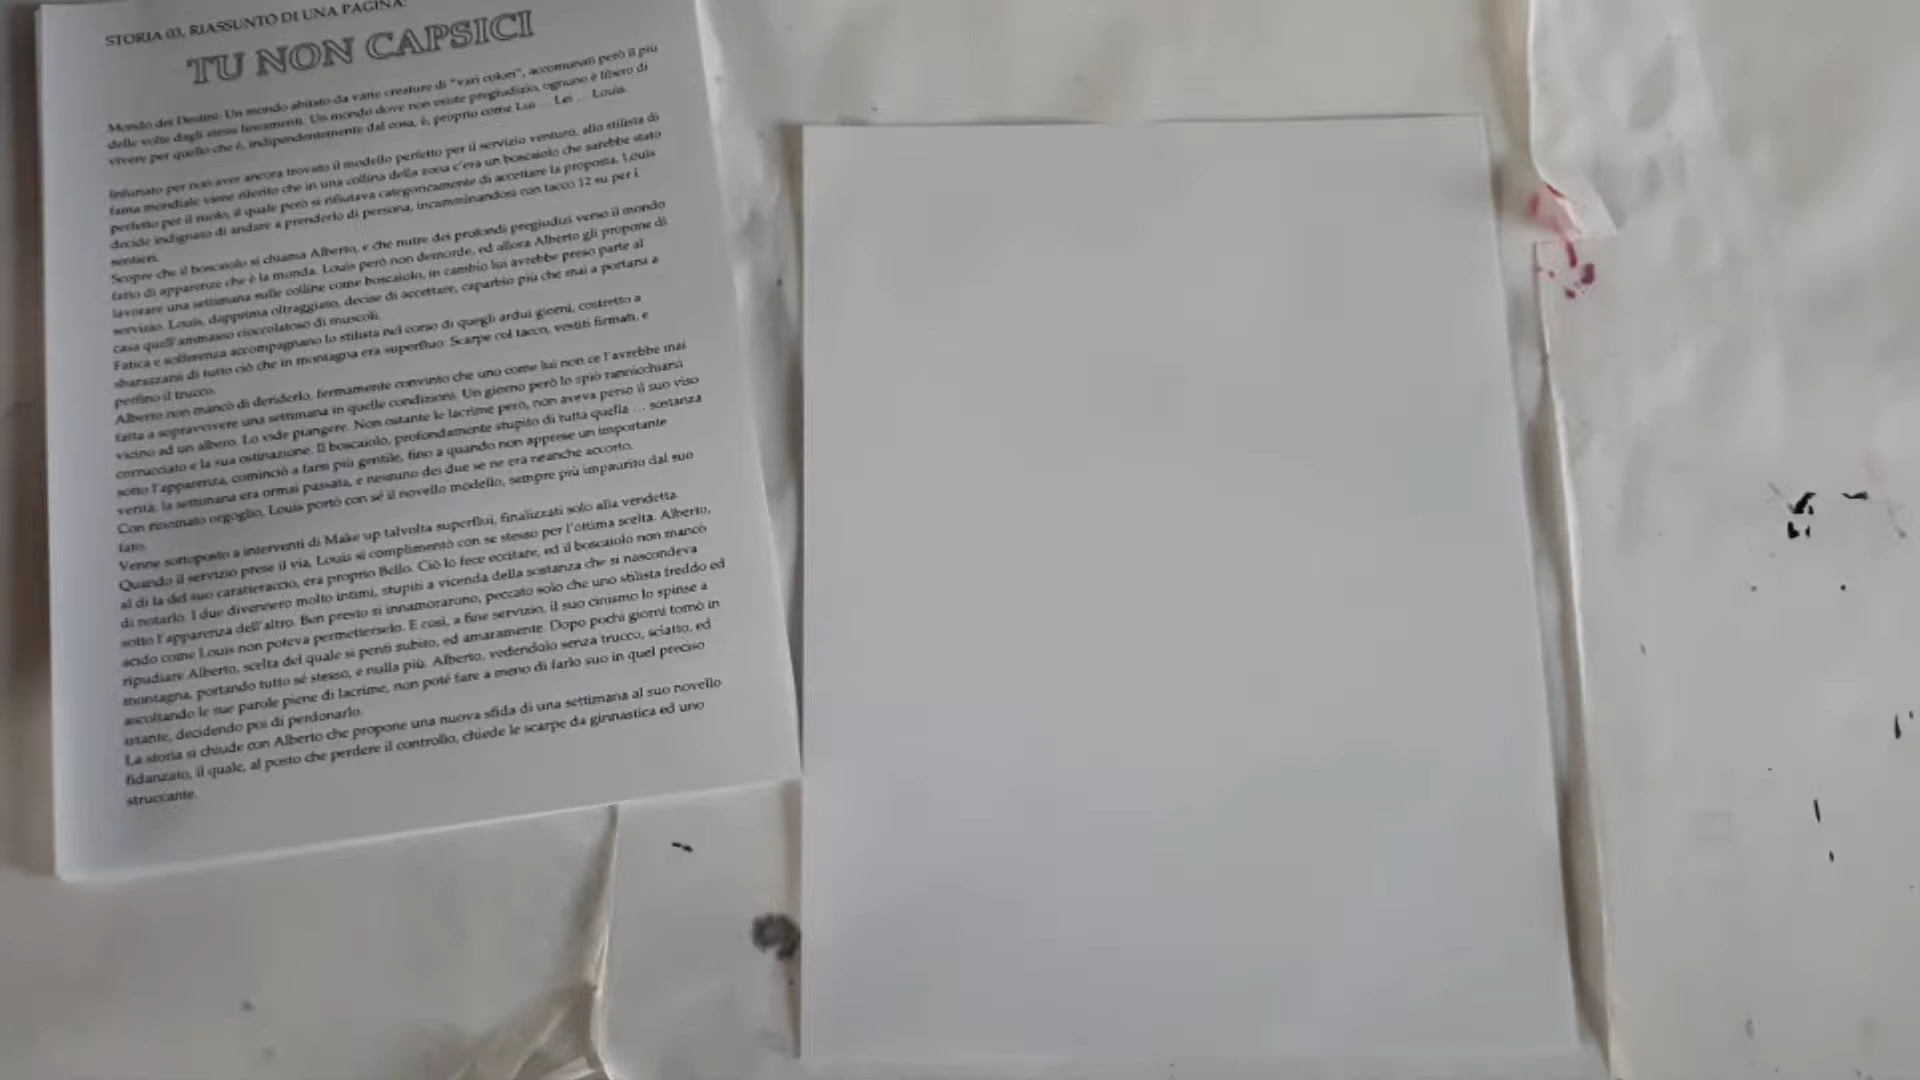 STORIA 03, RIASSUNTO DI UNA PAGINA:
TU NON CAPSICI
Mondo dei Destini: Un mondo abitato da varie creature di "vari colori", accomunati però il più
delle volte dagli stessi lineamenti. Un mondo dove non esiste pregiudizio, ognuno è libero di
vivere per quello che è, indipendentemente dal cosa, è, proprio come Lui ... Lei ... Louis.
Infuriato per non aver ancora trovato il modello perfetto per il servizio venturo, allo stilista di
fama mondiale viene riferito che in una collina della zona c'era un boscaiolo che sarebbe stato
perfetto per il ruolo, il quale però si rifiutava categoricamente di accettare la proposta. Louis
decide indignato di andare a prenderlo di persona, incamminandosi con tacco 12 su per i
sentieri.
Scopre che il boscaiolo si chiama Alberto, e che nutre dei profondi pregiudizi verso il mondo
fatto di apparenze che è la monda. Louis però non demorde, ed allora Alberto gli propone di
lavorare una settimana sulle colline come boscaiolo, in cambio lui avrebbe preso parte al
servizio. Louis, dapprima oltraggiato, decise di accettare, caparbio più che mai a portarsi a
casa quell'ammasso cioccolatoso di muscoli.
Fatica e sofferenza accompagnano lo stilista nel corso di quegli ardui giorni, costretto a
sbarazzarsi di tutto ciò che in montagna era superfluo: Scarpe col tacco, vestiti firmati, e
perfino il trucco.
Alberto non mancò di deriderlo, fermamente convinto che uno come lui non ce l'avrebbe mai
fatta a sopravvivere una settimana in quelle condizioni. Un giorno però lo spiò rannicchiarsi
vicino ad un albero. Lo vide piangere. Non ostante le lacrime però, non aveva perso il suo viso
corrucciato e la sua ostinazione. Il boscaiolo, profondamente stupito di tutta quella ... sostanza
sotto l'apparenza, cominciò a farsi più gentile, fino a quando non apprese un importante
verità: la settimana era ormai passata, e nessuno dei due se ne era neanche accorto.
Con rinomato orgoglio, Louis portò con sé il novello modello, sempre più impaurito dal suo
fato.
Venne sottoposto a interventi di Make up talvolta superflui, finalizzati solo alla vendetta.
Quando il servizio prese il via, Louis si complimentò con se stesso per l'ottima scelta. Alberto,
al di la del suo caratteraccio, era proprio Bello. Ciò lo fece eccitare, ed il boscaiolo non mancò
di notarlo. I due divennero molto intimi, stupiti a vicenda della sostanza che si nascondeva
sotto l'apparenza dell'altro. Ben presto si innamorarono, peccato solo che uno stilista freddo ed
acido come Louis non poteva permetterselo. E così, a fine servizio, il suo cinismo lo spinse a
ripudiare Alberto, scelta del quale si pentì subito, ed amaramente. Dopo pochi giorni tornò in
montagna, portando tutto sé stesso, e nulla più. Alberto, vedendolo senza trucco, sciatto, ed
ascoltando le sue parole piene di lacrime, non poté fare a meno di farlo suo in quel preciso
istante, decidendo poi di perdonarlo.
La storia si chiude con Alberto che propone una nuova sfida di una settimana al suo novello
fidanzato, il quale, al posto che perdere il controllo, chiede le scarpe da ginnastica ed uno
struccante.